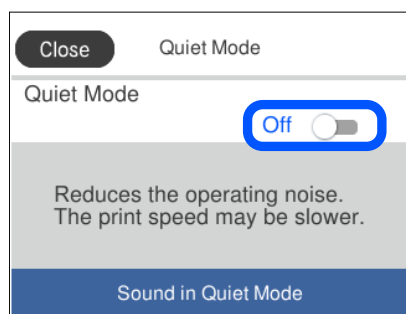 Close Quiet Mode
Quiet Mode
Off
Reduces the operating noise.
The print speed may be slower.
Sound in Quiet Mode